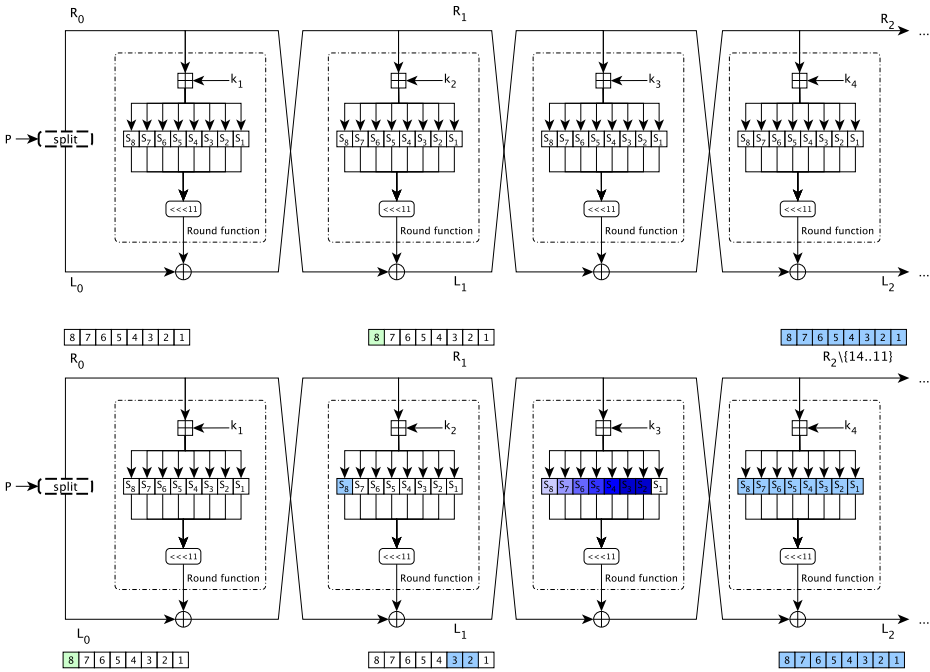 R0 R1 R2 ...
k1 k2 k3 k4
P split
S8 S7 S6 S5 S4 S3 S2 S1 S8 S7 S6 S5 S4 S3 S2 S1 S8 S7 S6 S5 S4 S3 S2 S1 S8 S7 S6 S5 S4 S3 S2 S1
<<<11 <<<11 <<<11 <<<11
Round function Round function Round function Round function
L0 L1 L2 ...
8 7 6 5 4 3 2 1 8 7 6 5 4 3 2 1 8 7 6 5 4 3 2 1
R0 R1 R2\{14..11}
...
k1 k2 k3 k4
P split
S8 S7 S6 S5 S4 S3 S2 S1 S8 S7 S6 S5 S4 S3 S2 S1 S8 S7 S6 S5 S4 S1 S8 S7 S6 S5 S4 S3 S2 S1
<<<11 <<<11 <<<11 <<<11
Round function Round function Round function Round function
L0 L1 L2 ...
8 7 6 5 4 3 2 1 8 7 6 5 4 3 2 1 8 7 6 5 4 3 2 1